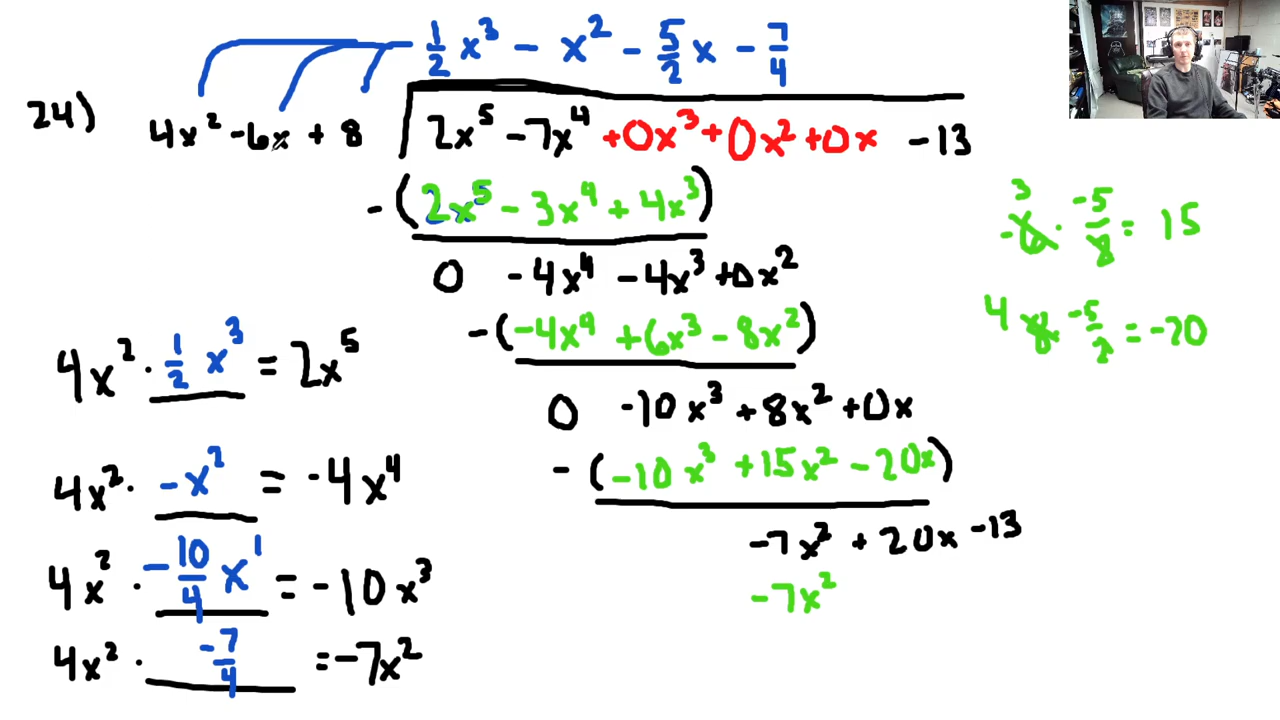 1/2 x³ - x² - 5/2 x - 7/4
24) 4x² - 6x + 8 2x⁵ - 7x⁴ + 0x³ + 0x² + 0x - 13
- (2x⁵ - 3x⁴ + 4x³)
0 - 4x⁴ - 4x³ + 0x²
- (-4x⁴ + 6x³ - 8x²)
0 -10x³ + 8x² + 0x
- (-10x³ + 15x² - 20x)
-7x² + 20x - 13
-7x²
4x² · 1/2 x³ = 2x⁵
4x² · -x² = -4x⁴
4x² · -10/4 x¹ = -10x³
4x² · -7/4 = -7x²
3
-6 · -5/2 = 15
4 8 · -5/2 = -20